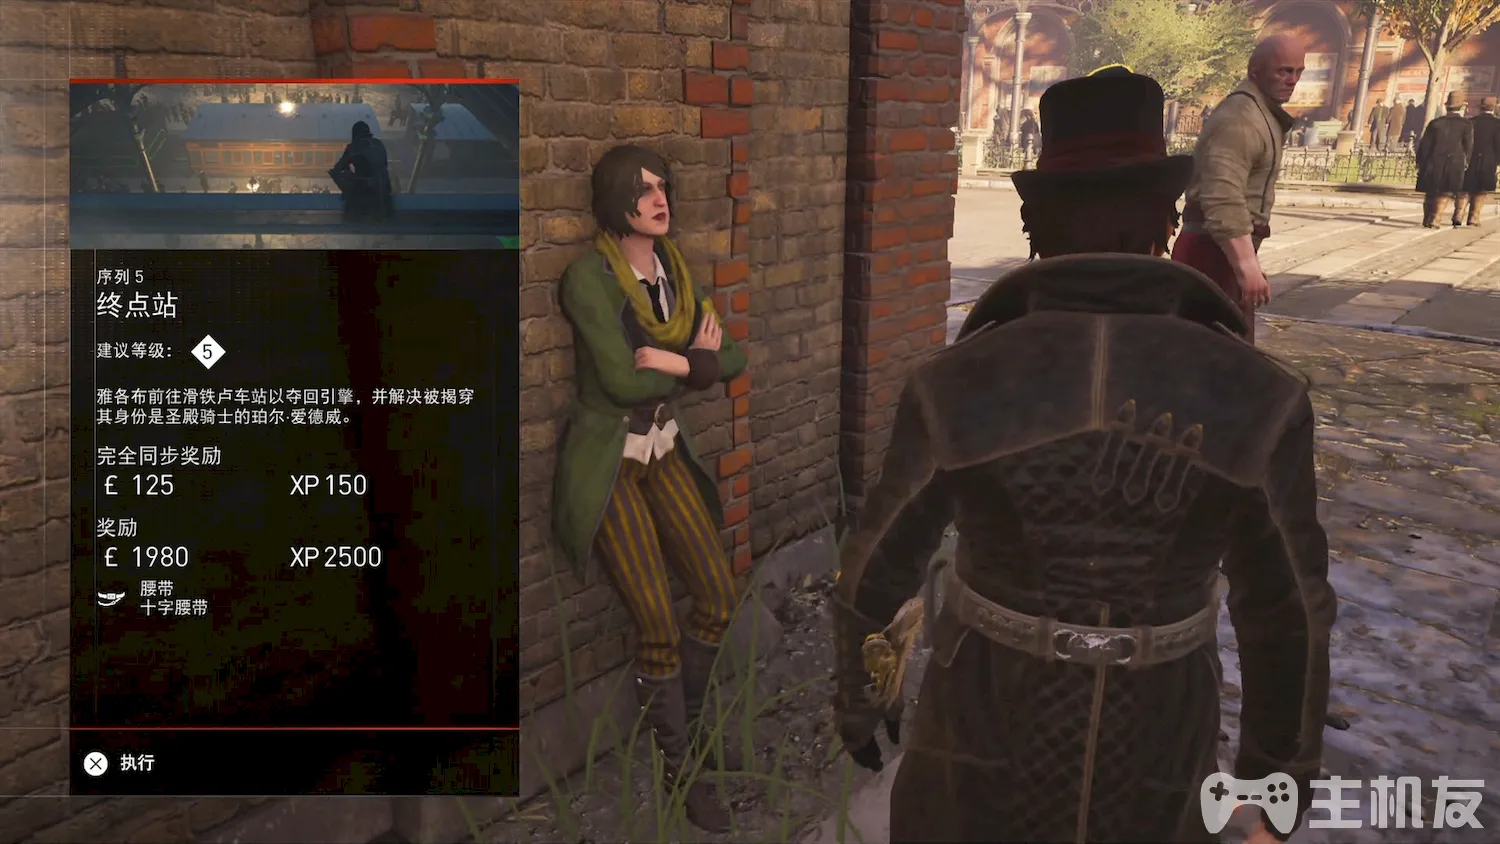 序列 5
终点站
建议等级： 5
雅各布前往滑铁卢车站以夺回引擎，并解决被揭穿
其身份是圣殿骑士的珀尔·爱德威。
完全同步奖励
£ 125 XP 150
奖励
£ 1980 XP 2500
腰带
十字腰带
执行
主机友